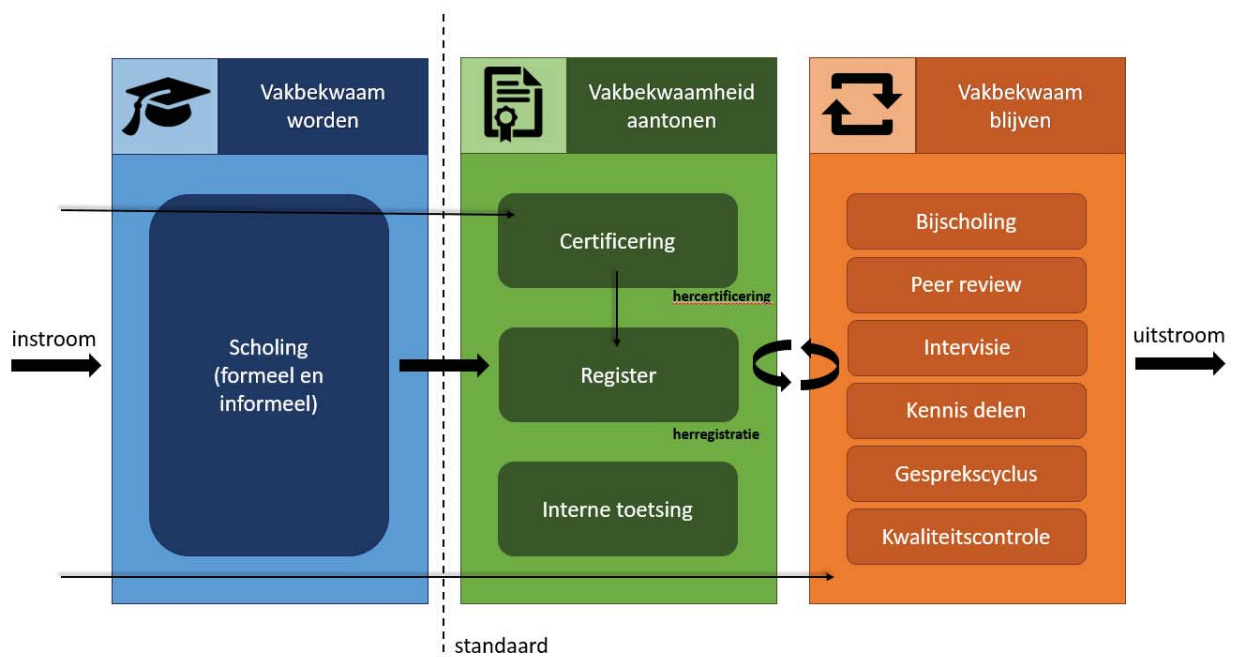 Vakbekwaam
worden
Vakbekwaamheid
aantonen
Vakbekwaam
blijven
instroom
Scholing
(formeel en
informeel)
Certificering
hercertificering
Register
herregistratie
Interne toetsing
Bijscholing
Peer review
Intervisie
Kennis delen
Gesprekscyclus
Kwaliteitscontrole
uitstroom
standaard